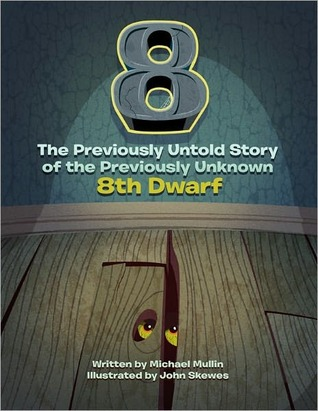 8
The Previously Untold Story
of the Previously Unknown
8th Dwarf
Written by Michael Mullin
Illustrated by John Skewes